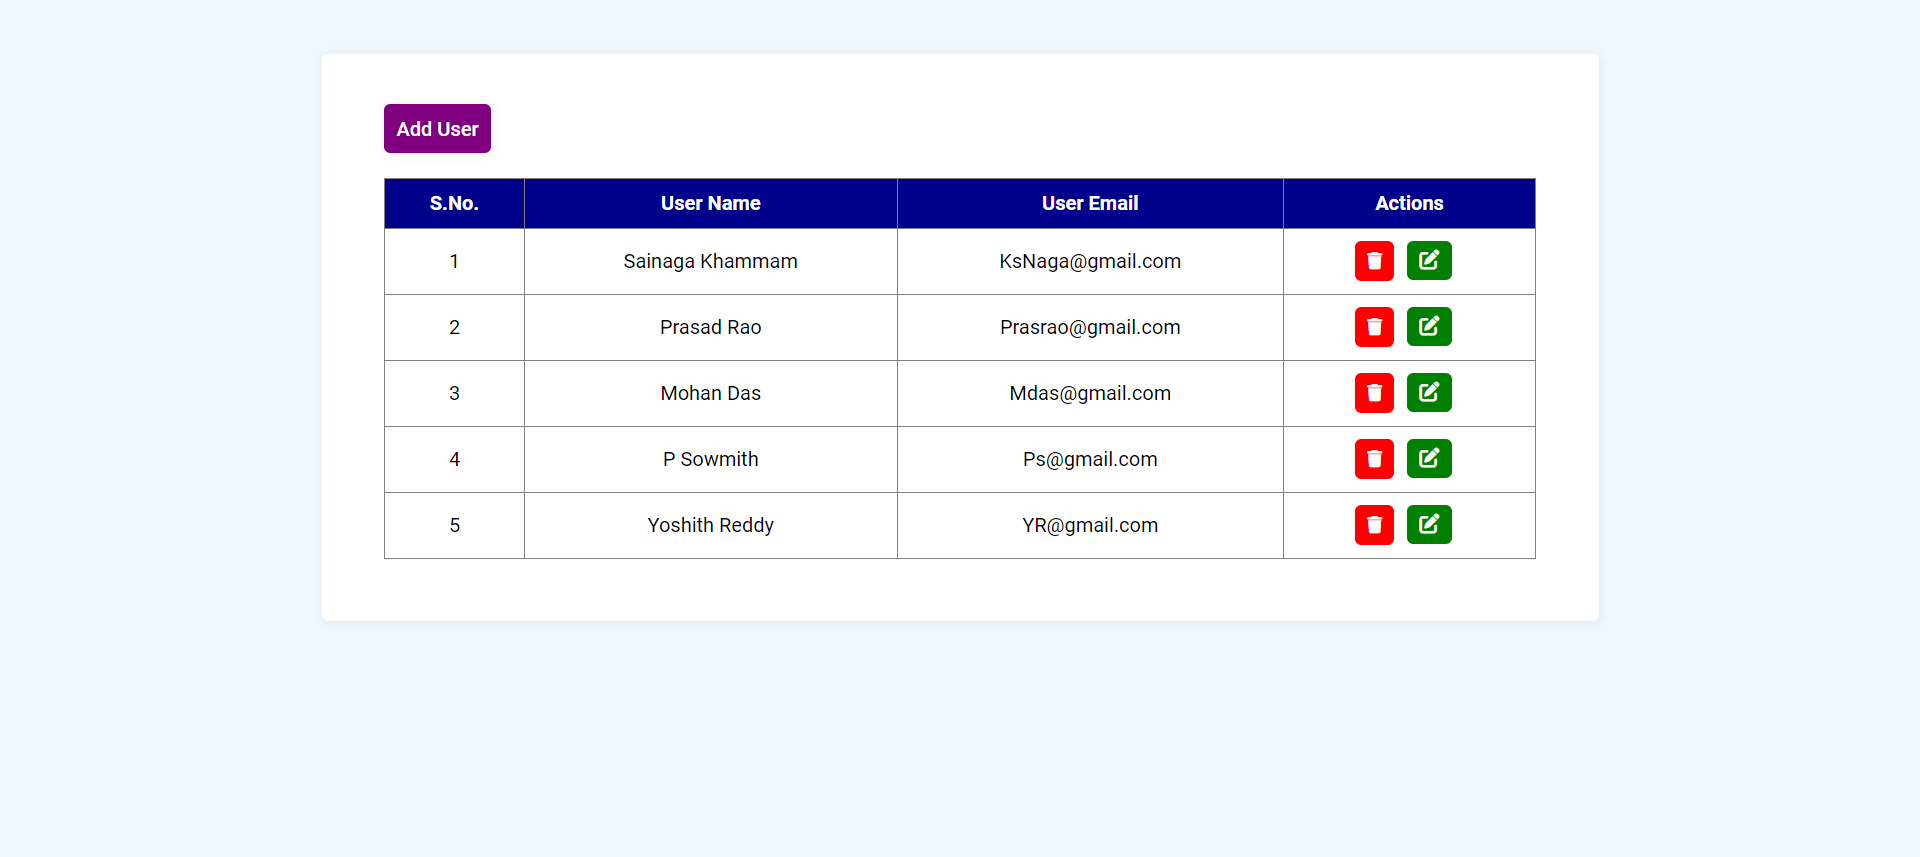 Add User
S.No. User Name User Email Actions
1 Sainaga Khammam KsNaga@gmail.com
2 Prasad Rao Prasrao@gmail.com
3 Mohan Das Mdas@gmail.com
4 P Sowmith Ps@gmail.com
5 Yoshith Reddy YR@gmail.com